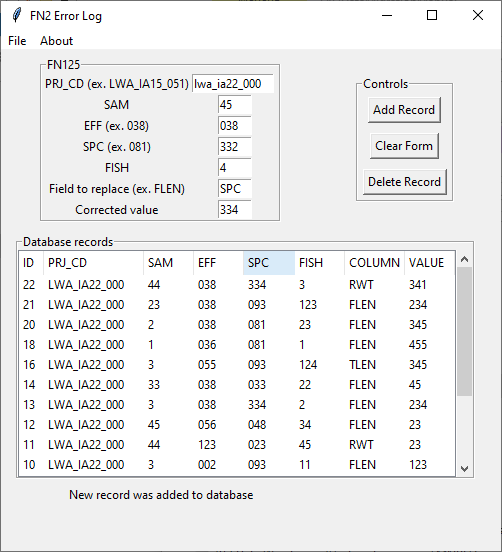 FN2 Error Log
File About
FN125
PRJ_CD (ex. LWA_IA15_051) lwa_ia22_000
SAM 45
EFF (ex. 038) 038
SPC (ex. 081) 332
FISH 4
Field to replace (ex. FLEN) SPC
Corrected value 334
Controls
Add Record
Clear Form
Delete Record
Database records
ID PRJ_CD SAM EFF SPC FISH COLUMN VALUE
22 LWA_IA22_000 44 038 334 3 RWT 341
21 LWA_IA22_000 23 038 093 123 FLEN 234
20 LWA_IA22_000 2 038 081 23 FLEN 345
18 LWA_IA22_000 1 036 081 1 FLEN 455
16 LWA_IA22_000 3 055 093 124 TLEN 345
14 LWA_IA22_000 33 038 033 22 FLEN 45
13 LWA_IA22_000 3 038 334 2 FLEN 234
12 LWA_IA22_000 45 056 048 34 FLEN 23
11 LWA_IA22_000 44 123 023 45 RWT 23
10 LWA_IA22_000 3 002 093 11 FLEN 123
New record was added to database